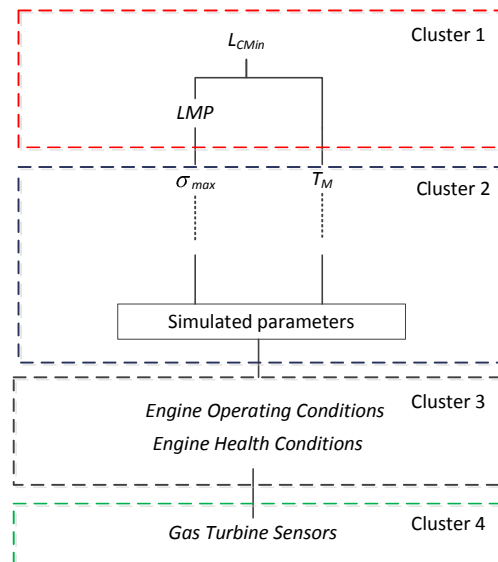 Cluster 1
L_CMin
LMP
σ_max
T_M
Cluster 2
Simulated parameters
Cluster 3
Engine Operating Conditions
Engine Health Conditions
Cluster 4
Gas Turbine Sensors